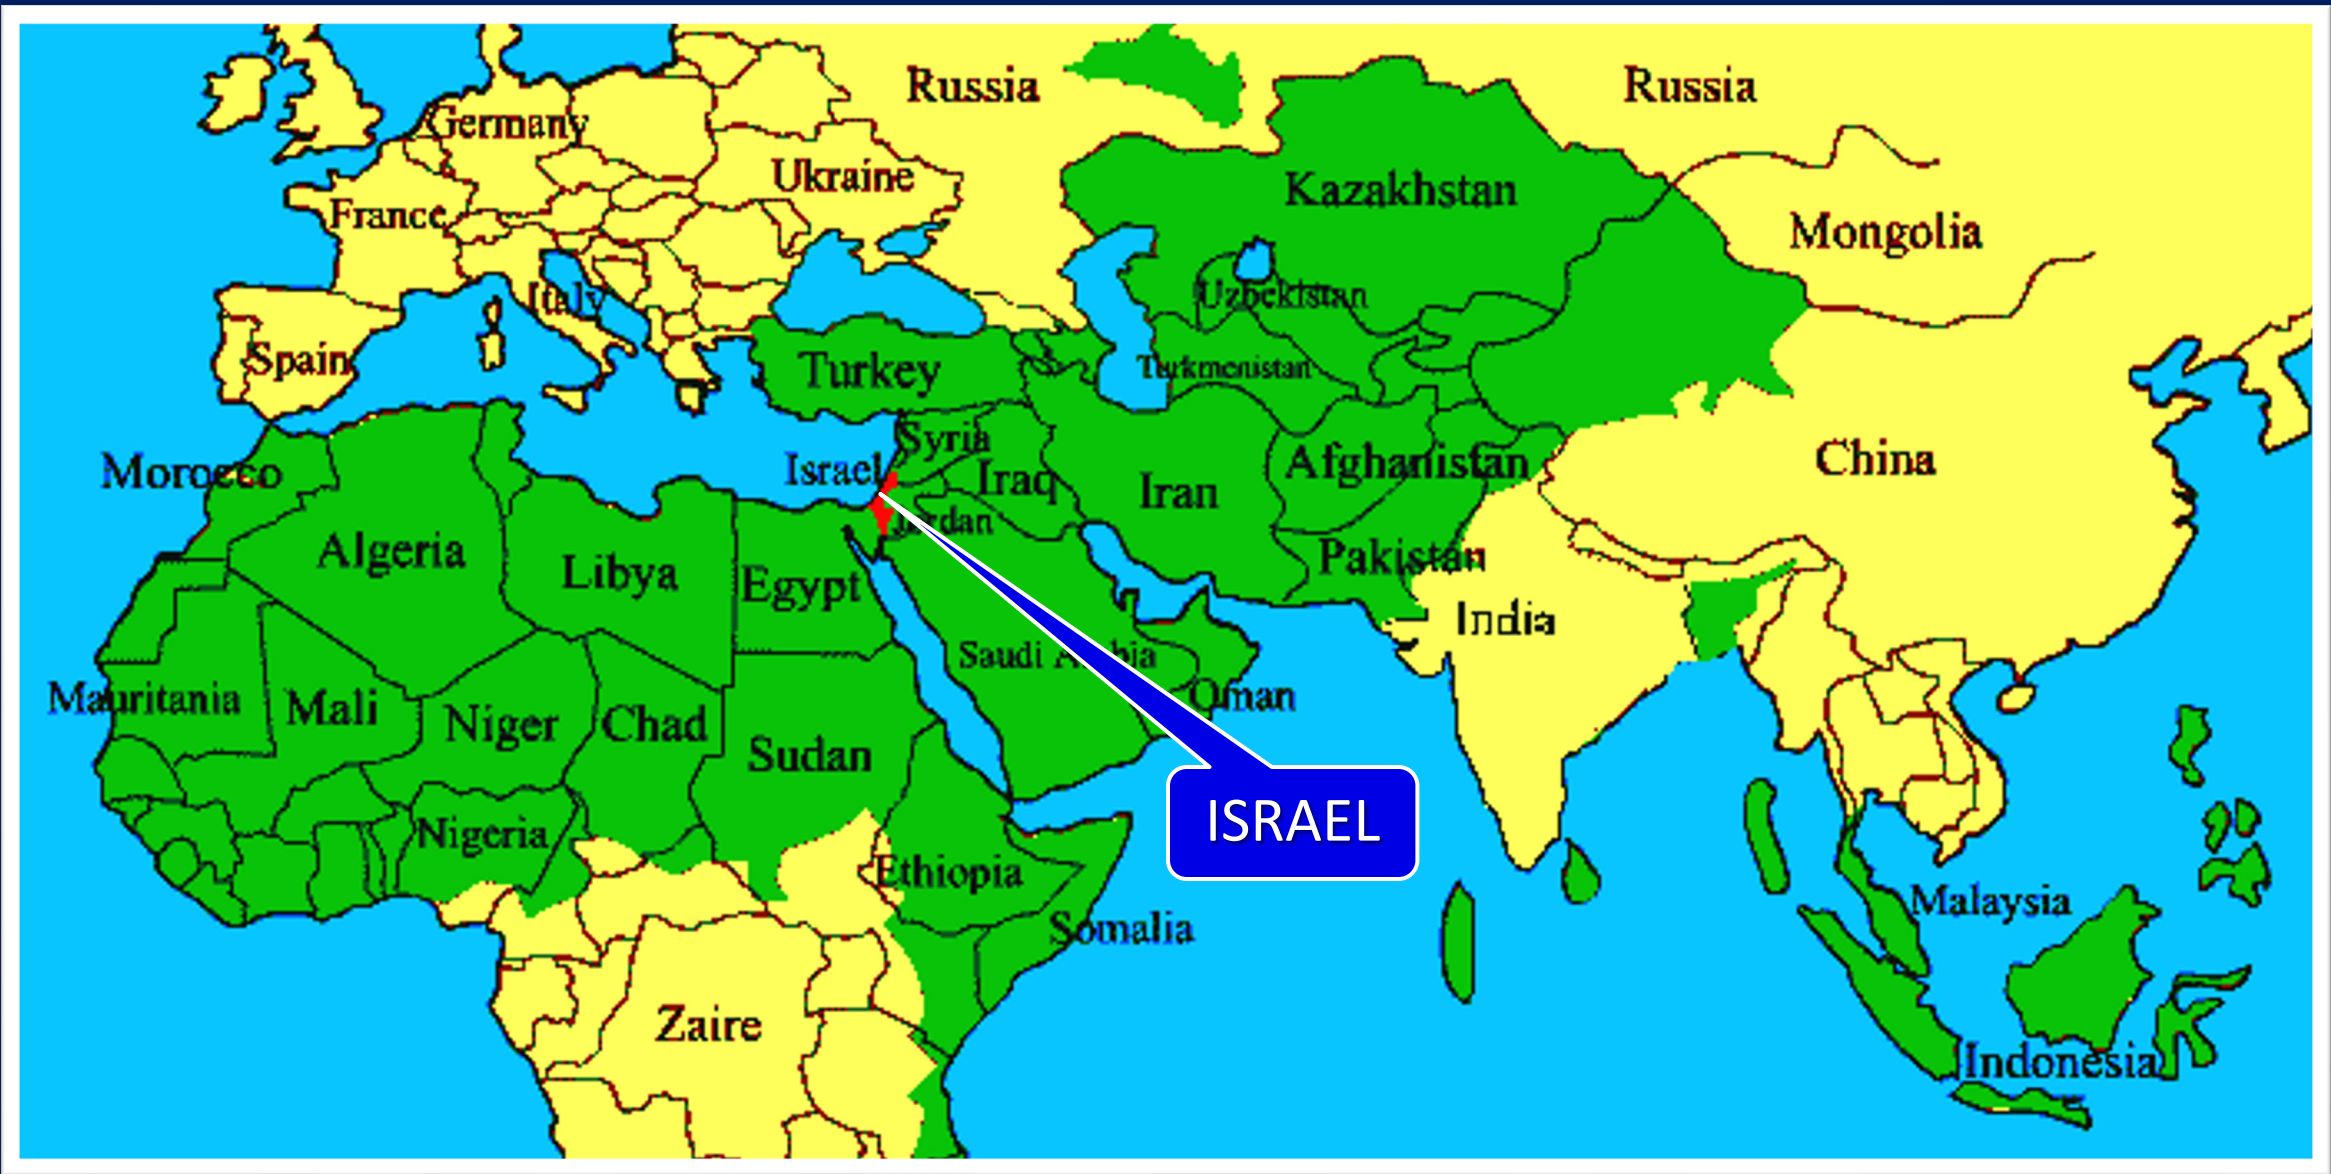 Russia
Russia
Germany
Ukraine
Kazakhstan
France
Mongolia
Italy
Uzbekistan
Spain
Turkey
Turkmenistan
Syria
China
Morocco
Israel
Iraq
Iran
Afghanistan
Jordan
Algeria
Libya
Egypt
Pakistan
India
Saudi Arabia
Mauritania
Mali
Niger
Chad
Oman
Sudan
Nigeria
ISRAEL
Ethiopia
Malaysia
Somalia
Zaire
Indonesia